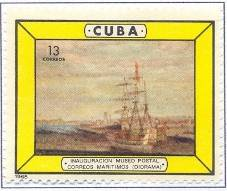 CUBA
13
CORREOS
INAUGURACION MUSEO POSTAL
"CORREOS MARITIMOS (DIORAMA)"
1965